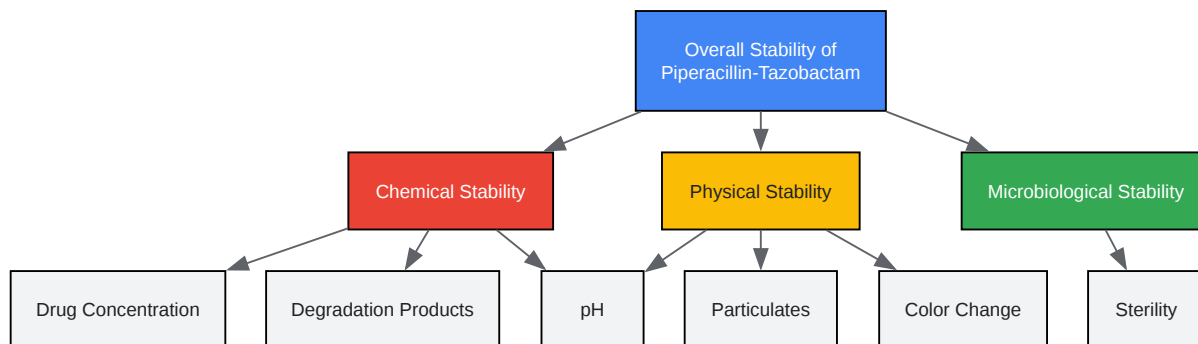 Overall Stability of
Piperacillin-Tazobactam
Chemical Stability
Physical Stability
Microbiological Stability
Drug Concentration
Degradation Products
pH
Particulates
Color Change
Sterility